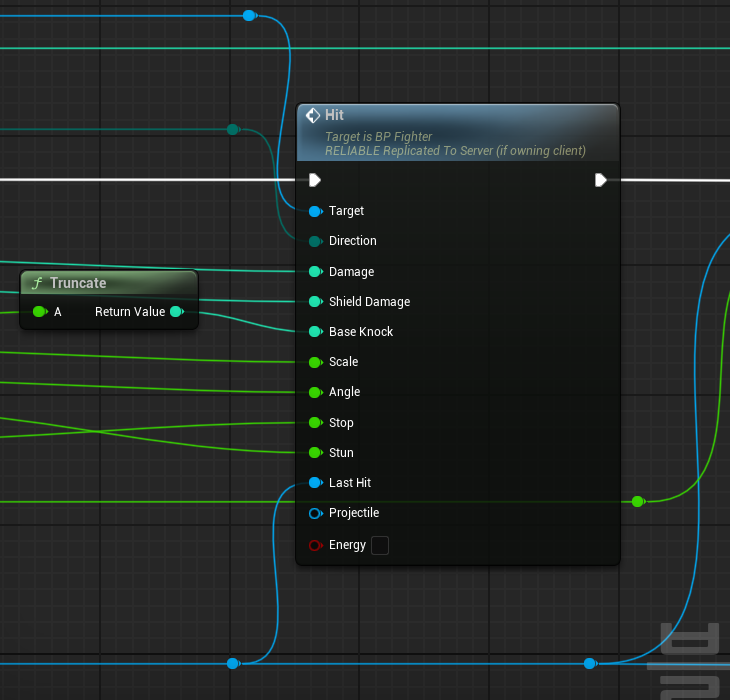 Hit
Target is BP Fighter
RELIABLE Replicated To Server (if owning client)
Target
Direction
Damage
Truncate
Shield Damage
A Return Value
Base Knock
Scale
Angle
Stop
Stun
Last Hit
Projectile
Energy